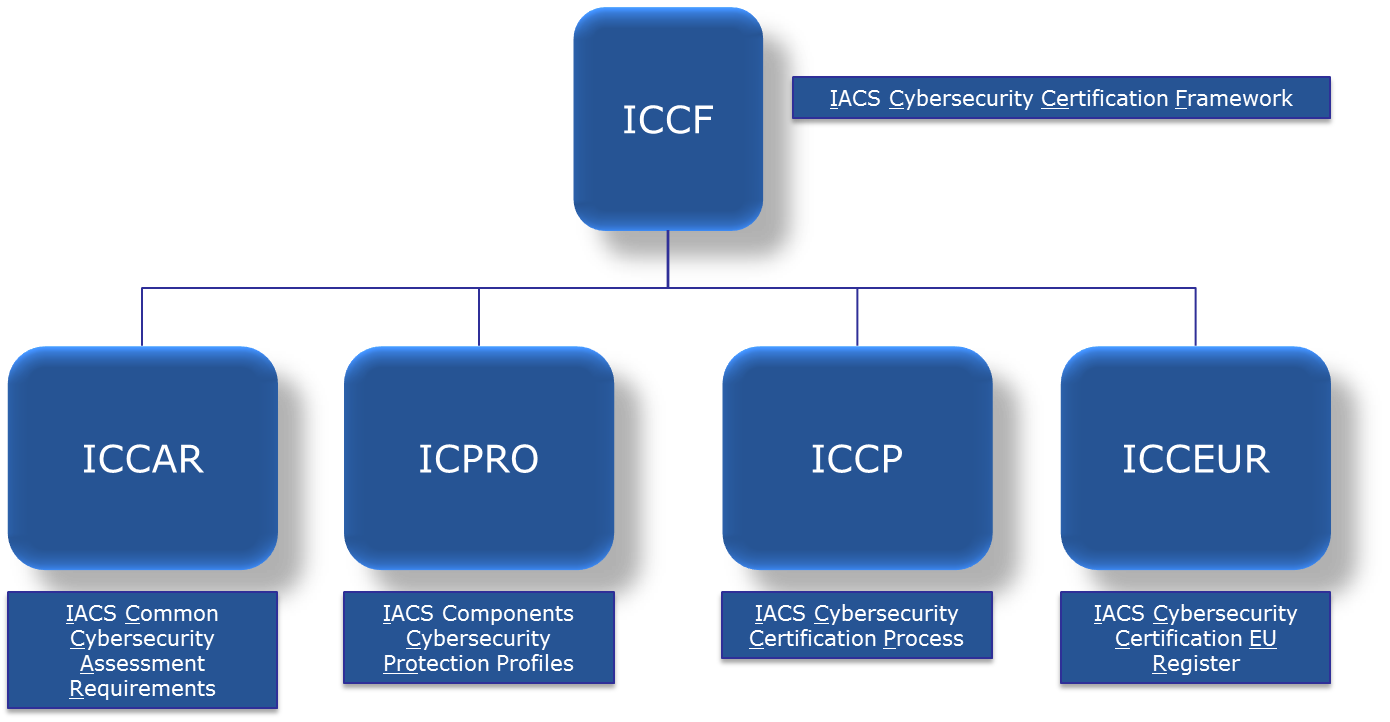 ICCF
IACS Cybersecurity Certification Framework
ICCAR
ICPRO
ICCP
ICCEUR
IACS Common
Cybersecurity
Assessment
Requirements
IACS Components
Cybersecurity
Protection Profiles
IACS Cybersecurity
Certification Process
IACS Cybersecurity
Certification EU
Register